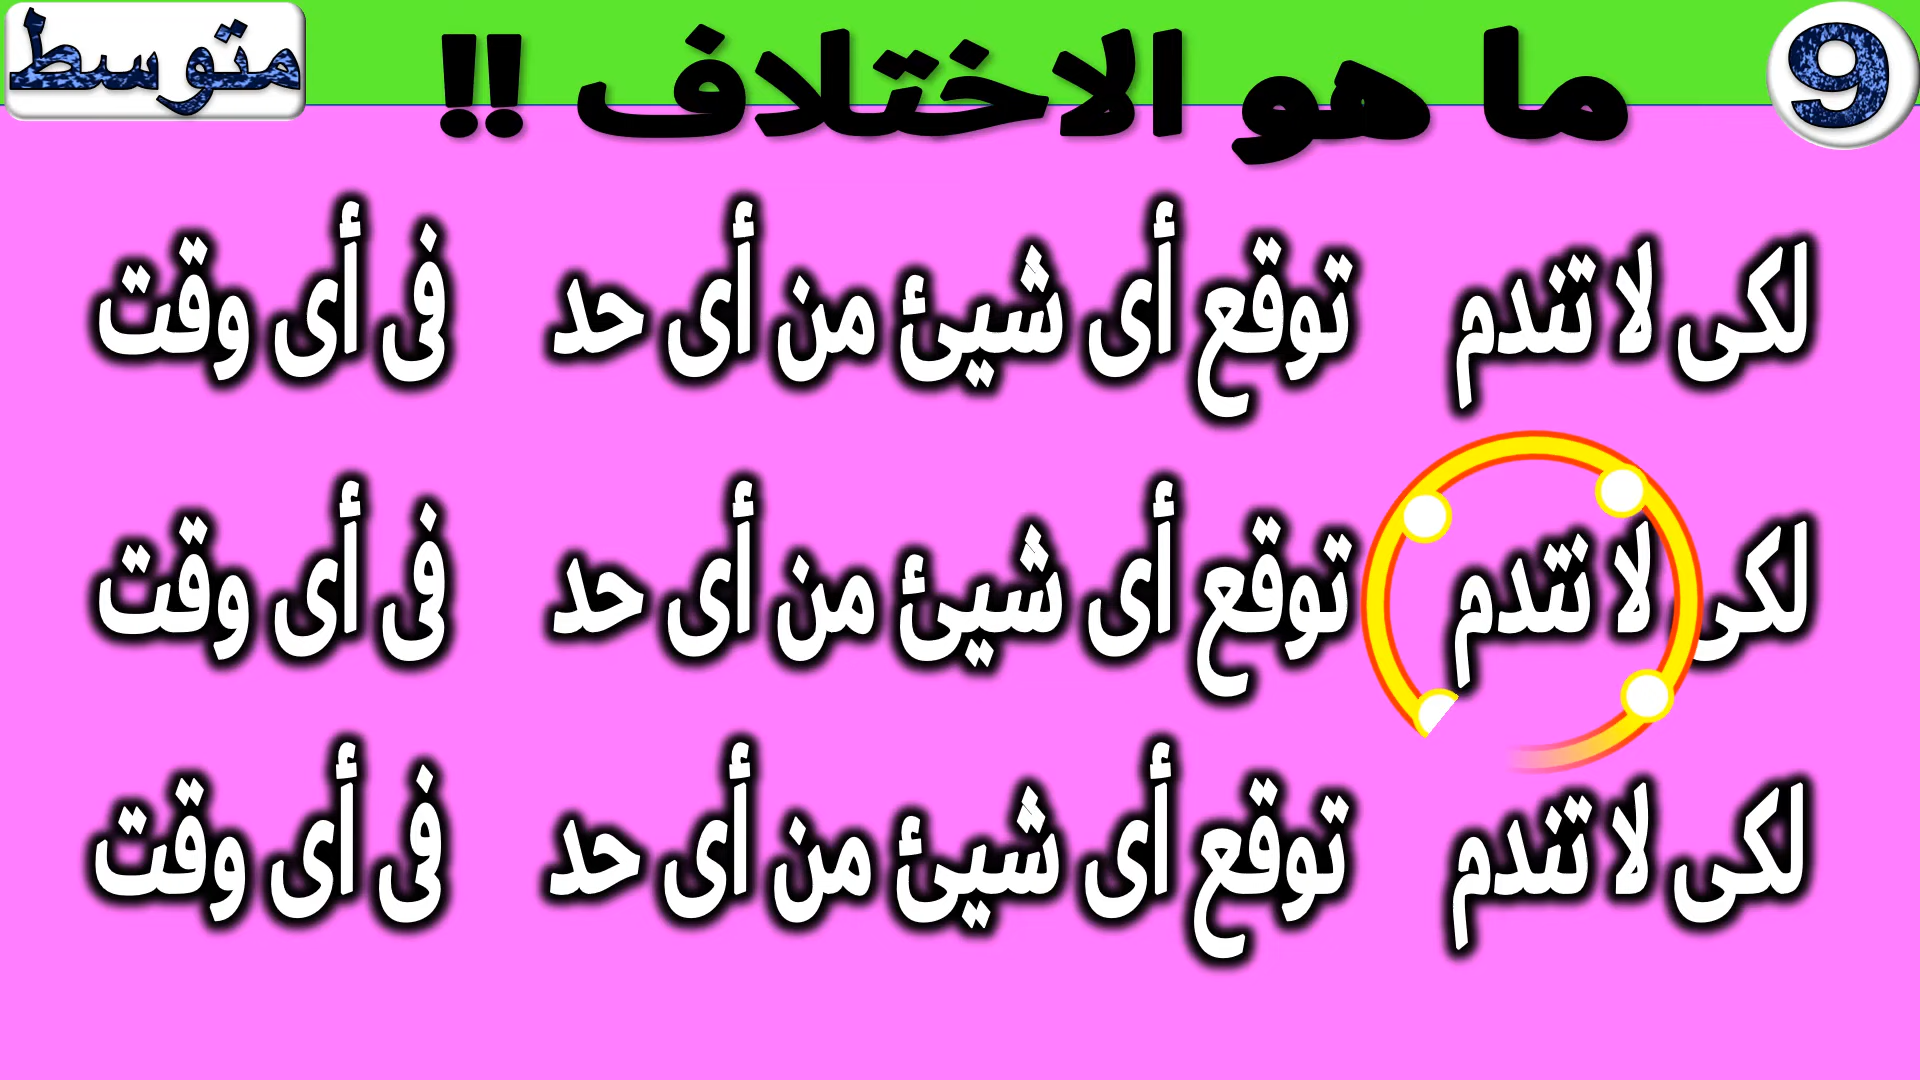 9
ما هو الاختلاف !!
متوسط
لكى لا تندم توقع أى شيئ من أى حد فى أى وقت
لكى لا نتدم توقع أى شيئ من أى حد فى أى وقت
لكى لا تندم توقع أى شيئ من أى حد فى أى وقت